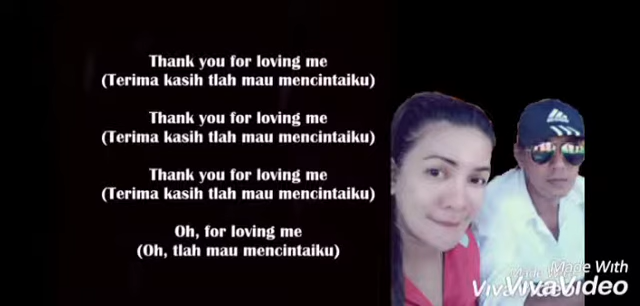 Thank you for loving me
(Terima kasih tlah mau mencintaiku)
Thank you for loving me
(Terima kasih tlah mau mencintaiku)
Thank you for loving me
(Terima kasih tlah mau mencintaiku)
Oh, for loving me
(Oh, tlah mau mencintaiku)
Made With
VivaVideo